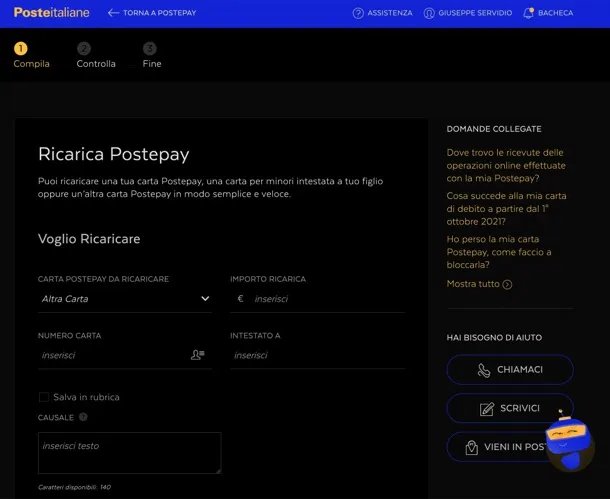 Posteitaliane
TORNA A POSTEPAY
ASSISTENZA
GIUSEPPE SERVIDIO
BACHECA
1
2
3
Compila
Controlla
Fine
Ricarica Postepay
Puoi ricaricare una tua carta Postepay, una carta per minori intestata a tuo figlio
oppure un'altra carta Postepay in modo semplice e veloce.
Voglio Ricaricare
CARTA POSTEPAY DA RICARICARE
IMPORTO RICARICA
Altra Carta
€ inserisci
NUMERO CARTA
INTESTATO A
inserisci
inserisci
Salva in rubrica
CAUSALE ?
inserisci testo
Caratteri disponibili: 140
DOMANDE COLLEGATE
Dove trovo le ricevute delle
operazioni online effettuate
con la mia Postepay?
Cosa succede alla mia carta
di debito a partire dal 1°
ottobre 2021?
Ho perso la mia carta
Postepay, come faccio a
bloccarla?
Mostra tutto
HAI BISOGNO DI AIUTO
CHIAMACI
SCRIVICI
VIENI IN POST